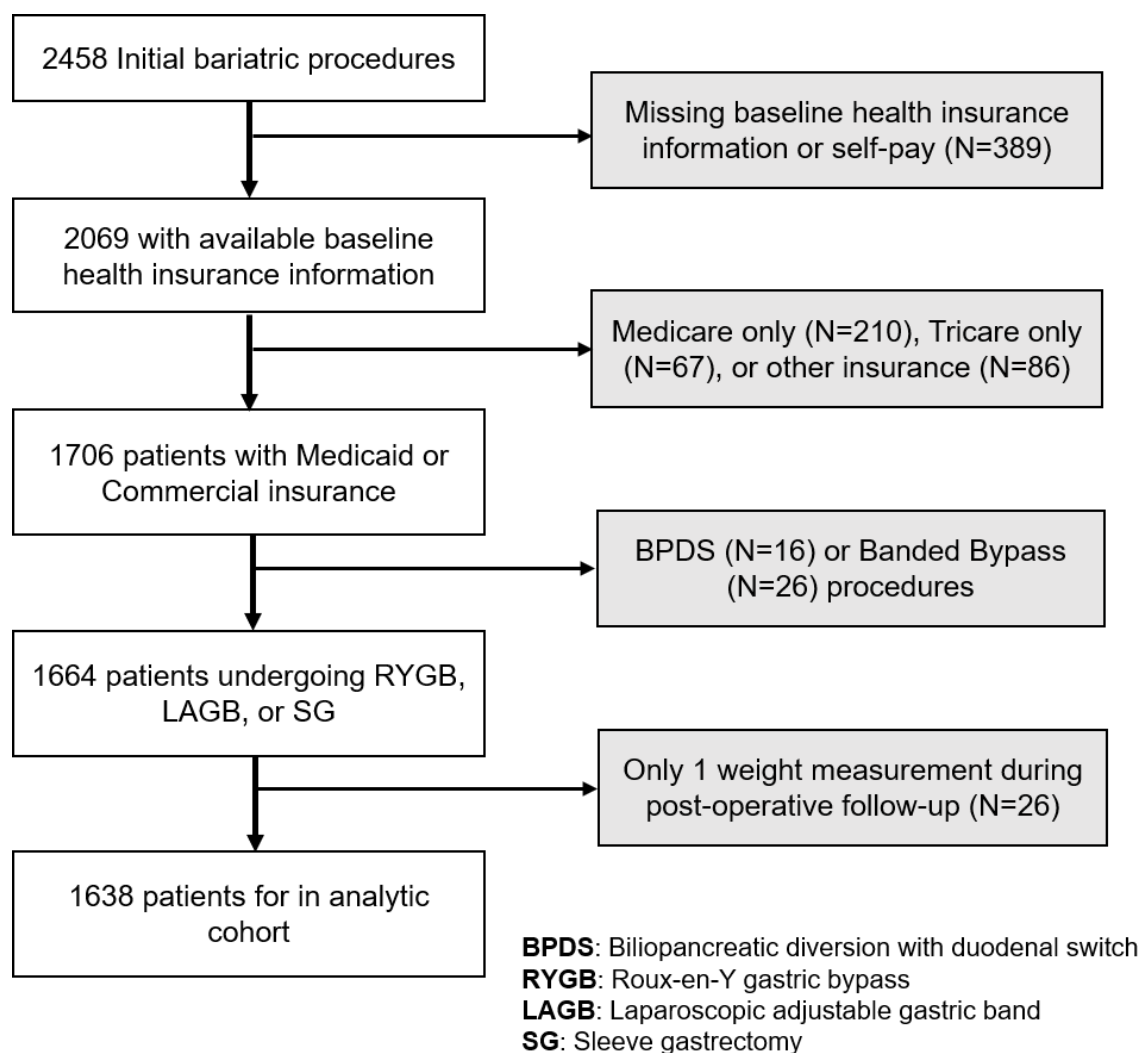 2458 Initial bariatric procedures
Missing baseline health insurance
information or self-pay (N=389)
2069 with available baseline
health insurance information
Medicare only (N=210), Tricare only
(N=67), or other insurance (N=86)
1706 patients with Medicaid or
Commercial insurance
BPDS (N=16) or Banded Bypass
(N=26) procedures
1664 patients undergoing RYGB,
LAGB, or SG
Only 1 weight measurement during
post-operative follow-up (N=26)
1638 patients for in analytic
cohort
BPDS: Biliopancreatic diversion with duodenal switch
RYGB: Roux-en-Y gastric bypass
LAGB: Laparoscopic adjustable gastric band
SG: Sleeve gastrectomy